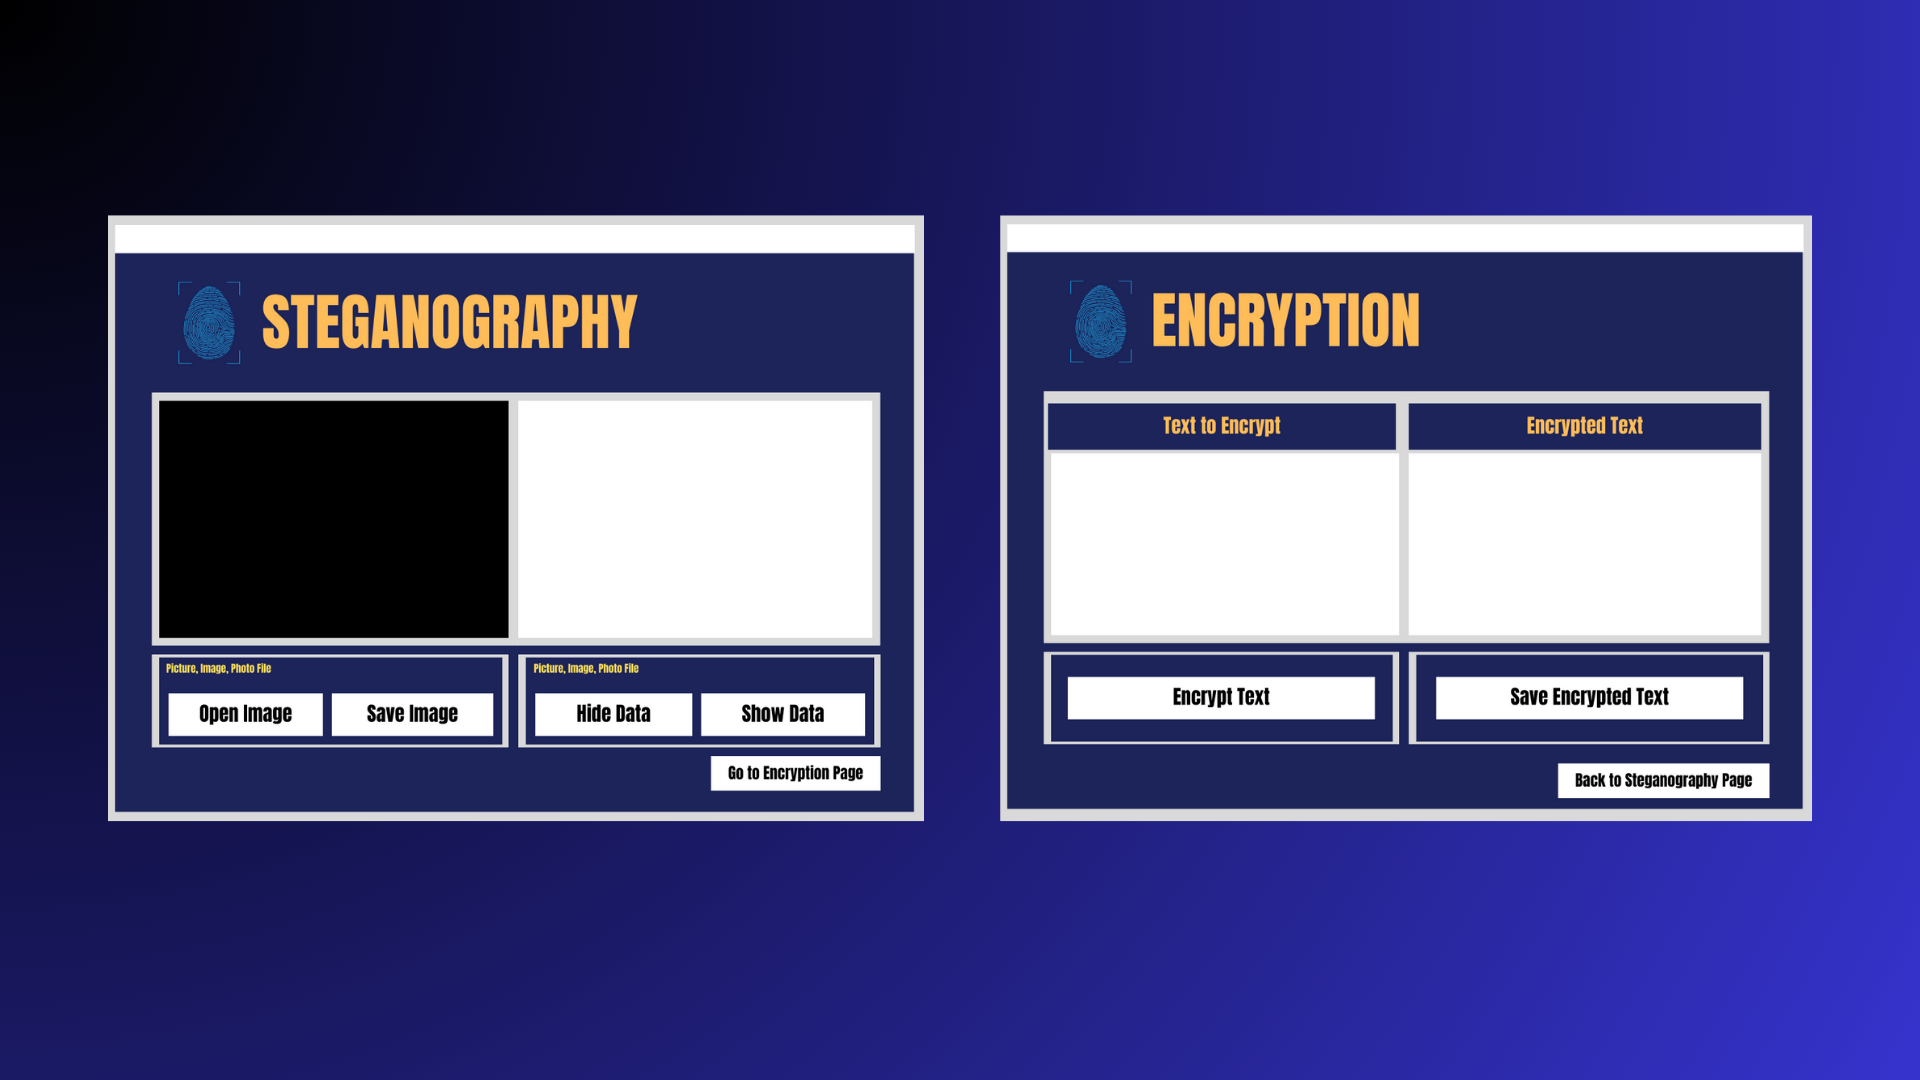 STEGANOGRAPHY
Picture, Image, Photo File
Open Image
Save Image
Picture, Image, Photo File
Hide Data
Show Data
Go to Encryption Page
ENCRYPTION
Text to Encrypt
Encrypted Text
Encrypt Text
Save Encrypted Text
Back to Steganography Page